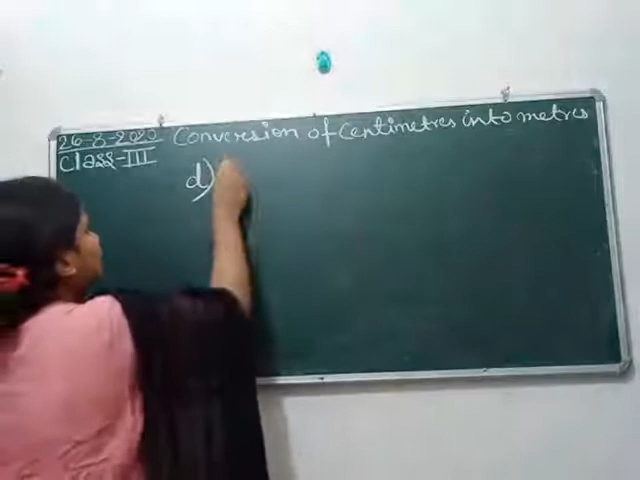 26-8-2020 Conversion of Centimetres into metres
Class-III
d)